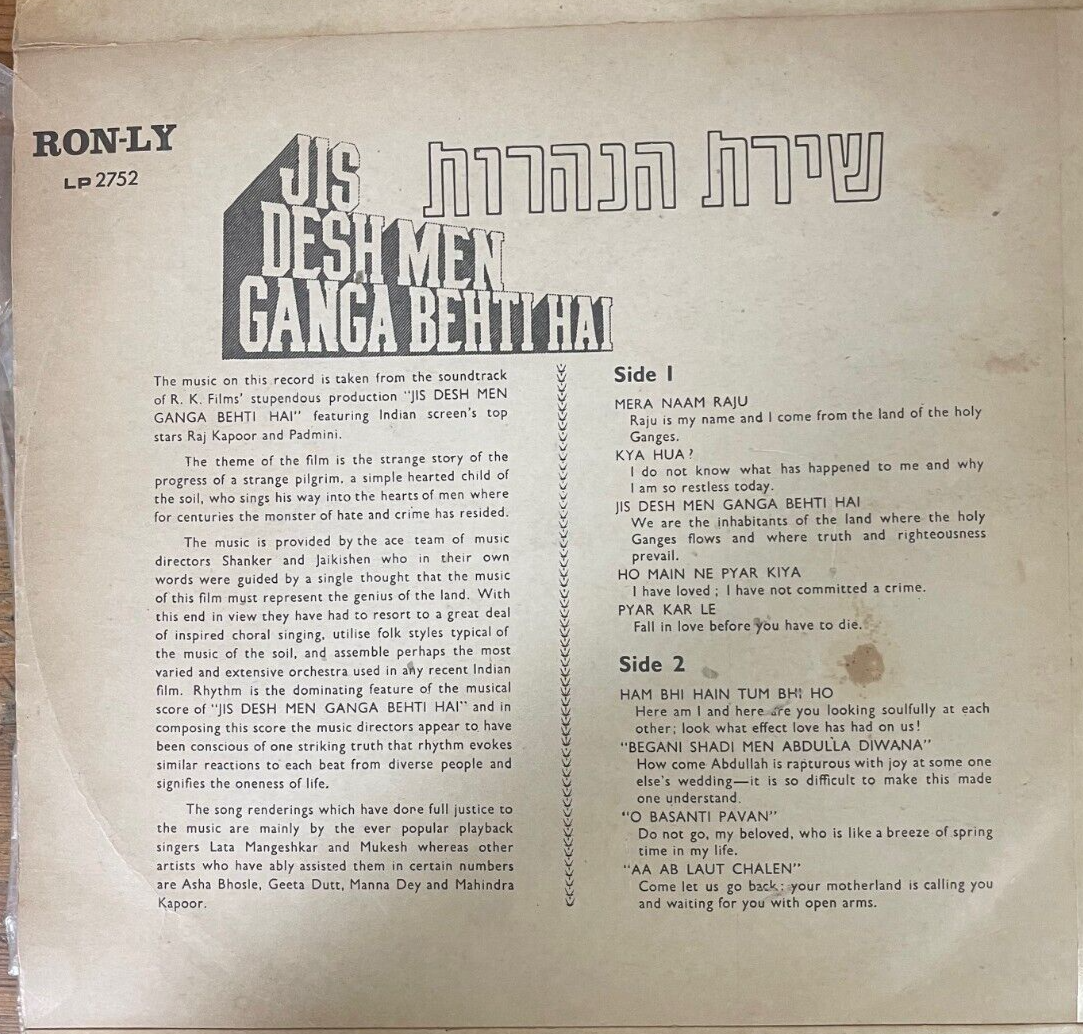 RON-LY
LP 2752
JIS
DESH MEN
GANGA BEHTI HAI
שירת הנהרות
The music on this record is taken from the soundtrack
of R. K. Films' stupendous production "JIS DESH MEN
GANGA BEHTI HAI" featuring Indian screen's top
stars Raj Kapoor and Padmini.
The theme of the film is the strange story of the
progress of a strange pilgrim, a simple hearted child of
the soil, who sings his way into the hearts of men where
for centuries the monster of hate and crime has resided.
The music is provided by the ace team of music
directors Shanker and Jaikishen who in their own
words were guided by a single thought that the music
of this film must represent the genius of the land. With
this end in view they have had to resort to a great deal
of inspired choral singing, utilise folk styles typical of
the music of the soil, and assemble perhaps the most
varied and extensive orchestra used in any recent Indian
film. Rhythm is the dominating feature of the musical
score of "JIS DESH MEN GANGA BEHTI HAI" and in
composing this score the music directors appear to have
been conscious of one striking truth that rhythm evokes
similar reactions to each beat from diverse people and
signifies the oneness of life.
The song renderings which have done full justice to
the music are mainly by the ever popular playback
singers Lata Mangeshkar and Mukesh whereas other
artists who have ably assisted them in certain numbers
are Asha Bhosle, Geeta Dutt, Manna Dey and Mahindra
Kapoor.
Side 1
MERA NAAM RAJU
Raju is my name and I come from the land of the holy
Ganges.
KYA HUA?
I do not know what has happened to me and why
I am so restless today.
JIS DESH MEN GANGA BEHTI HAI
We are the inhabitants of the land where the holy
Ganges flows and where truth and righteousness
prevail.
HO MAIN NE PYAR KIYA
I have loved; I have not committed a crime.
PYAR KAR LE
Fall in love before you have to die.
Side 2
HAM BHI HAIN TUM BHI HO
Here am I and here are you looking soulfully at each
other; look what effect love has had on us!
"BEGANI SHADI MEN ABDULLA DIWANA"
How come Abdullah is rapturous with joy at some one
else's wedding—it is so difficult to make this made
one understand.
"O BASANTI PAVAN"
Do not go, my beloved, who is like a breeze of spring
time in my life.
"AA AB LAUT CHALEN"
Come let us go back; your motherland is calling you
and waiting for you with open arms.